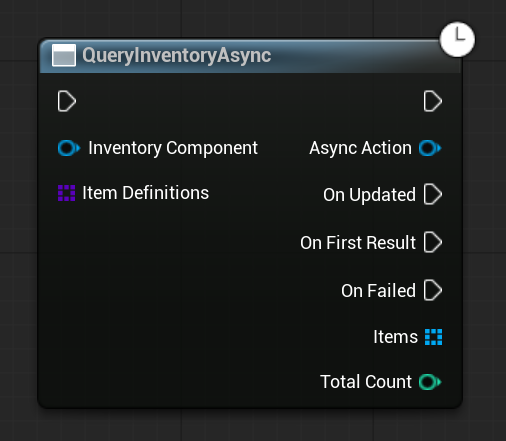 QueryInventoryAsync
Inventory Component
Async Action
Item Definitions
On Updated
On First Result
On Failed
Items
Total Count